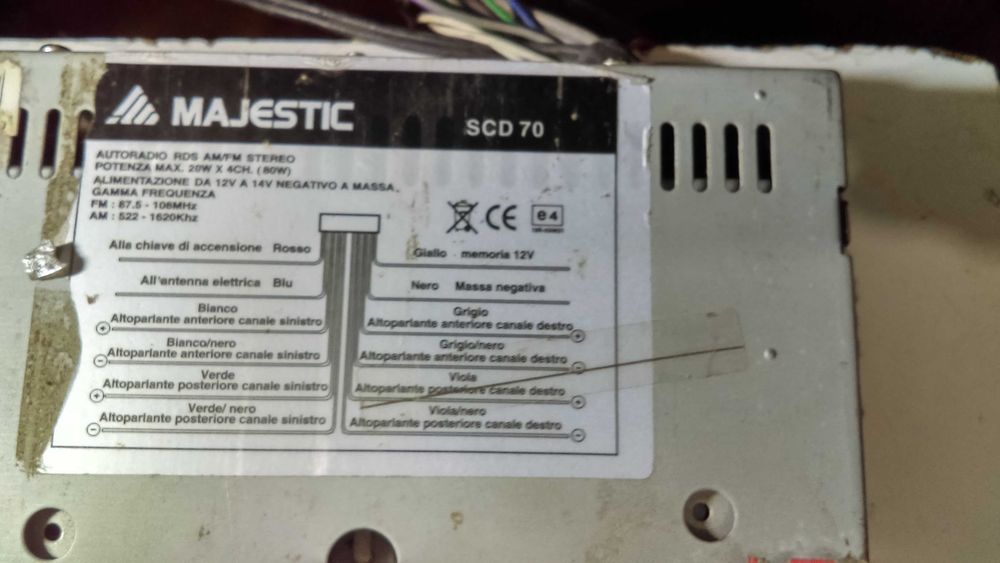 MAJESTIC
SCD 70
AUTORADIO RDS AM/FM STEREO
POTENZA MAX. 20W X 4CH. ( 80W)
ALIMENTAZIONE DA 12V A 14V NEGATIVO A MASSA.
GAMMA FREQUENZA
FM : 87.5 - 108MHz
AM : 522 - 1620Khz
CE e4
Alla chiave di accensione Rosso
All'antenna elettrica Blu
Bianco
Altoparlante anteriore canale sinistro
Bianco/nero
Altoparlante anteriore canale sinistro
Verde
Altoparlante posteriore canale sinistro
Verde/ nero
Altoparlante posteriore canale sinistro
Giallo memoria 12V
Nero Massa negativa
Grigio
Altoparlante anteriore canale destro
Grigio/nero
Altoparlante anteriore canale destro
Viola
Altoparlante posteriore canale destro
Viola/nero
Altoparlante posteriore canale destro